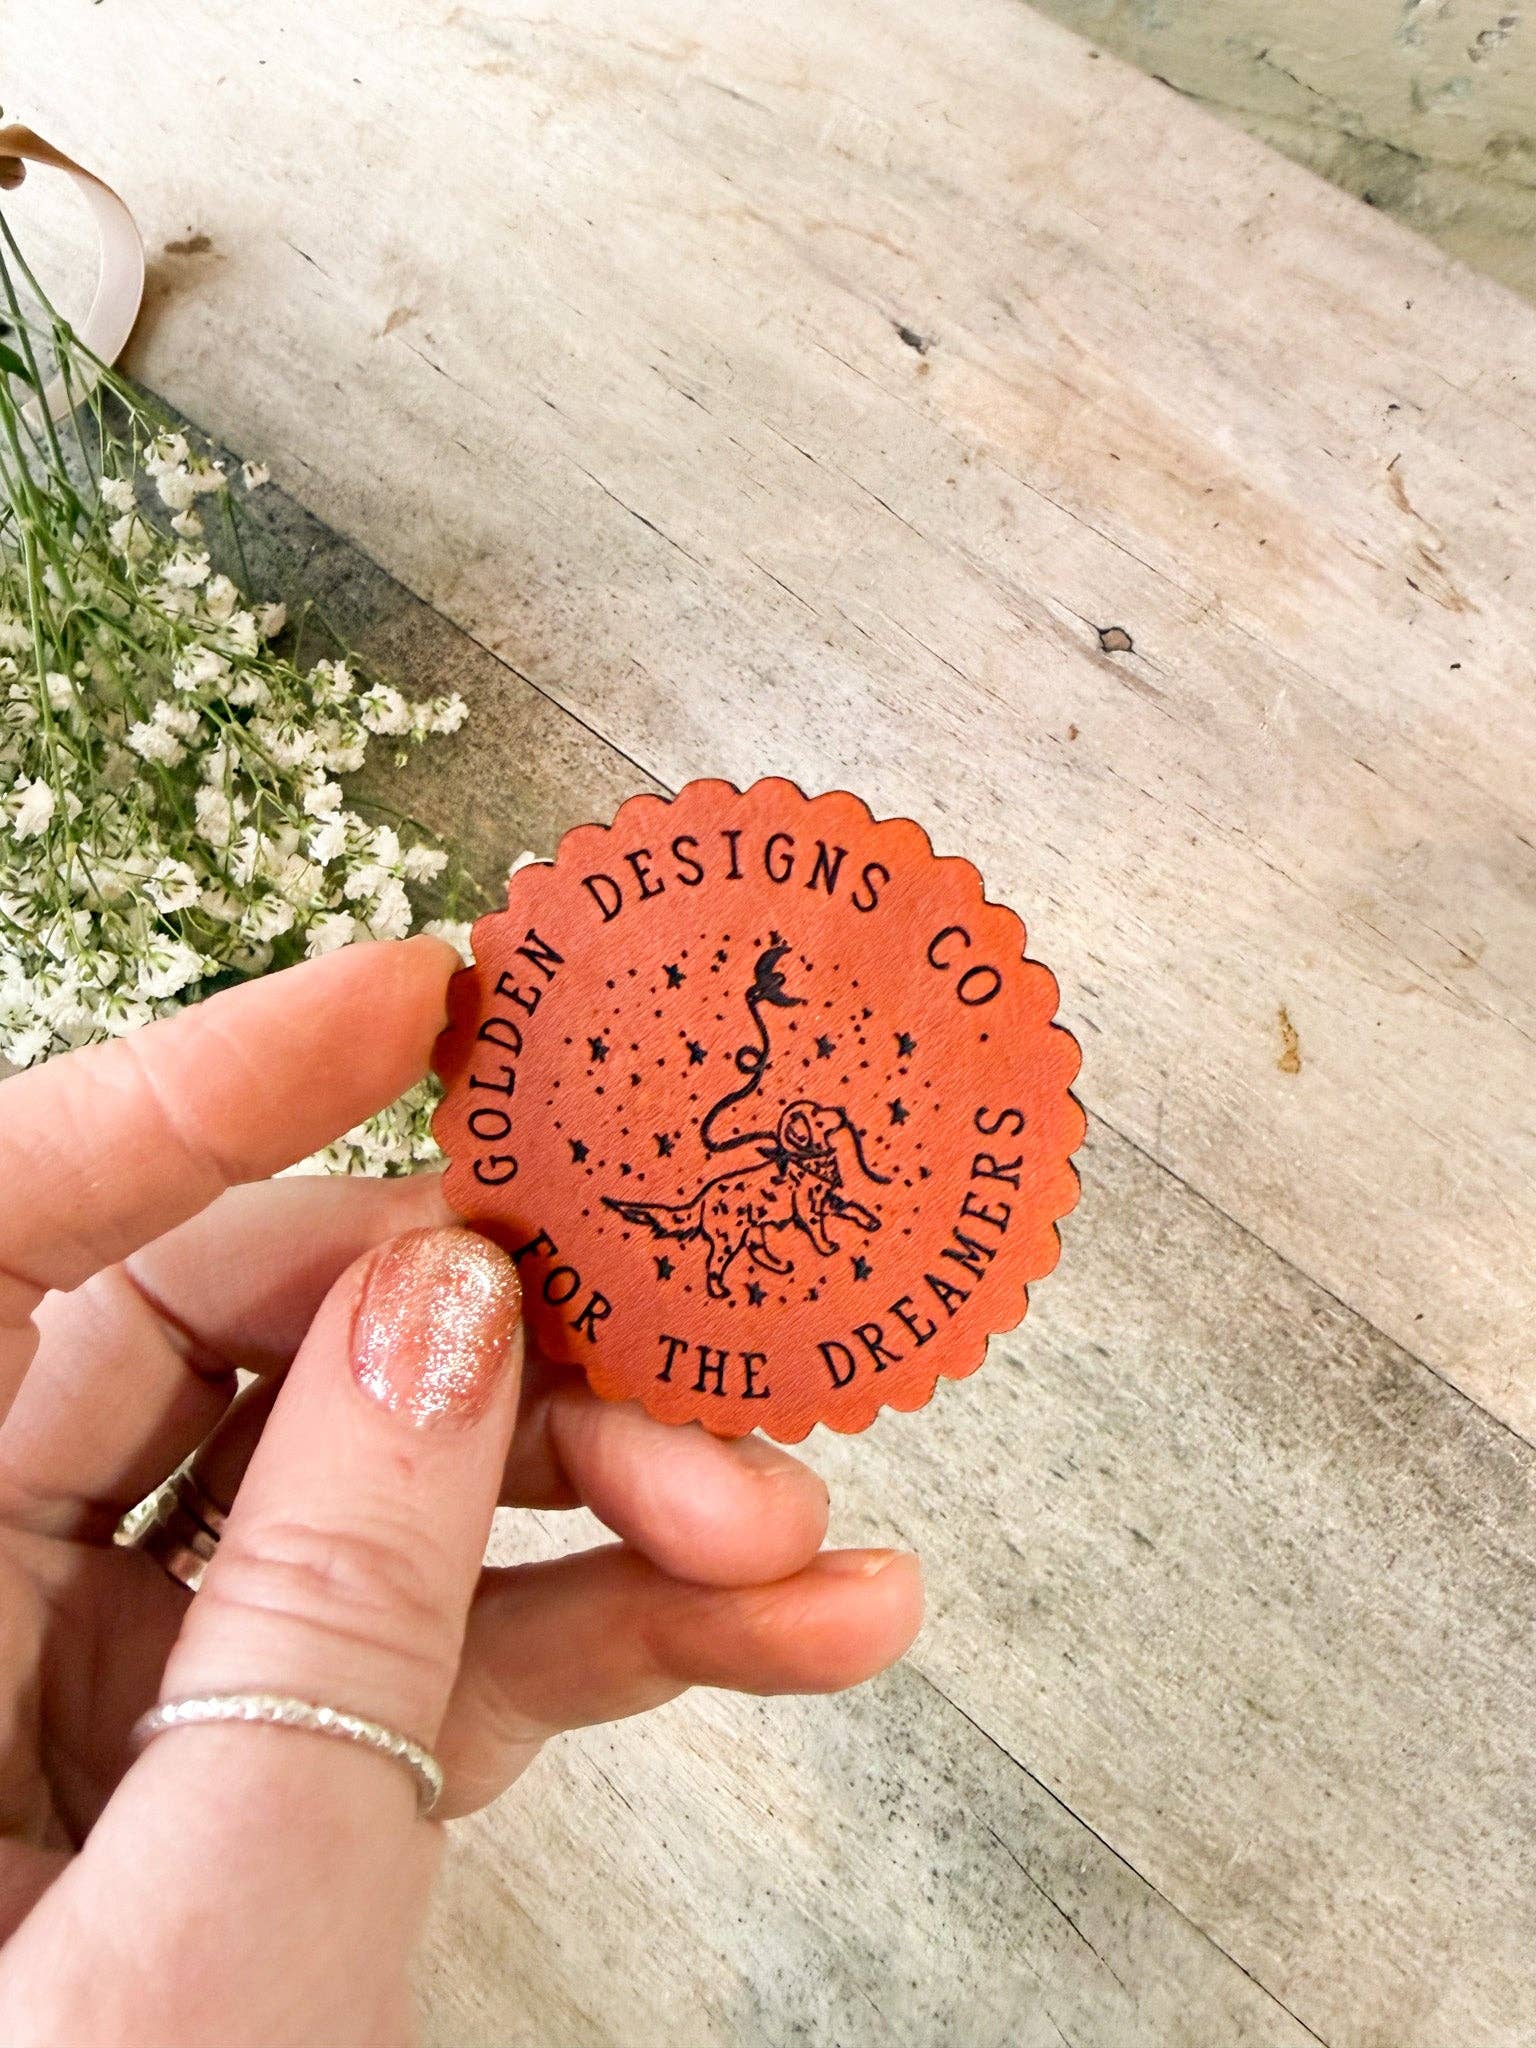 GOLDEN DESIGNS CO.
FOR THE DREAMERS